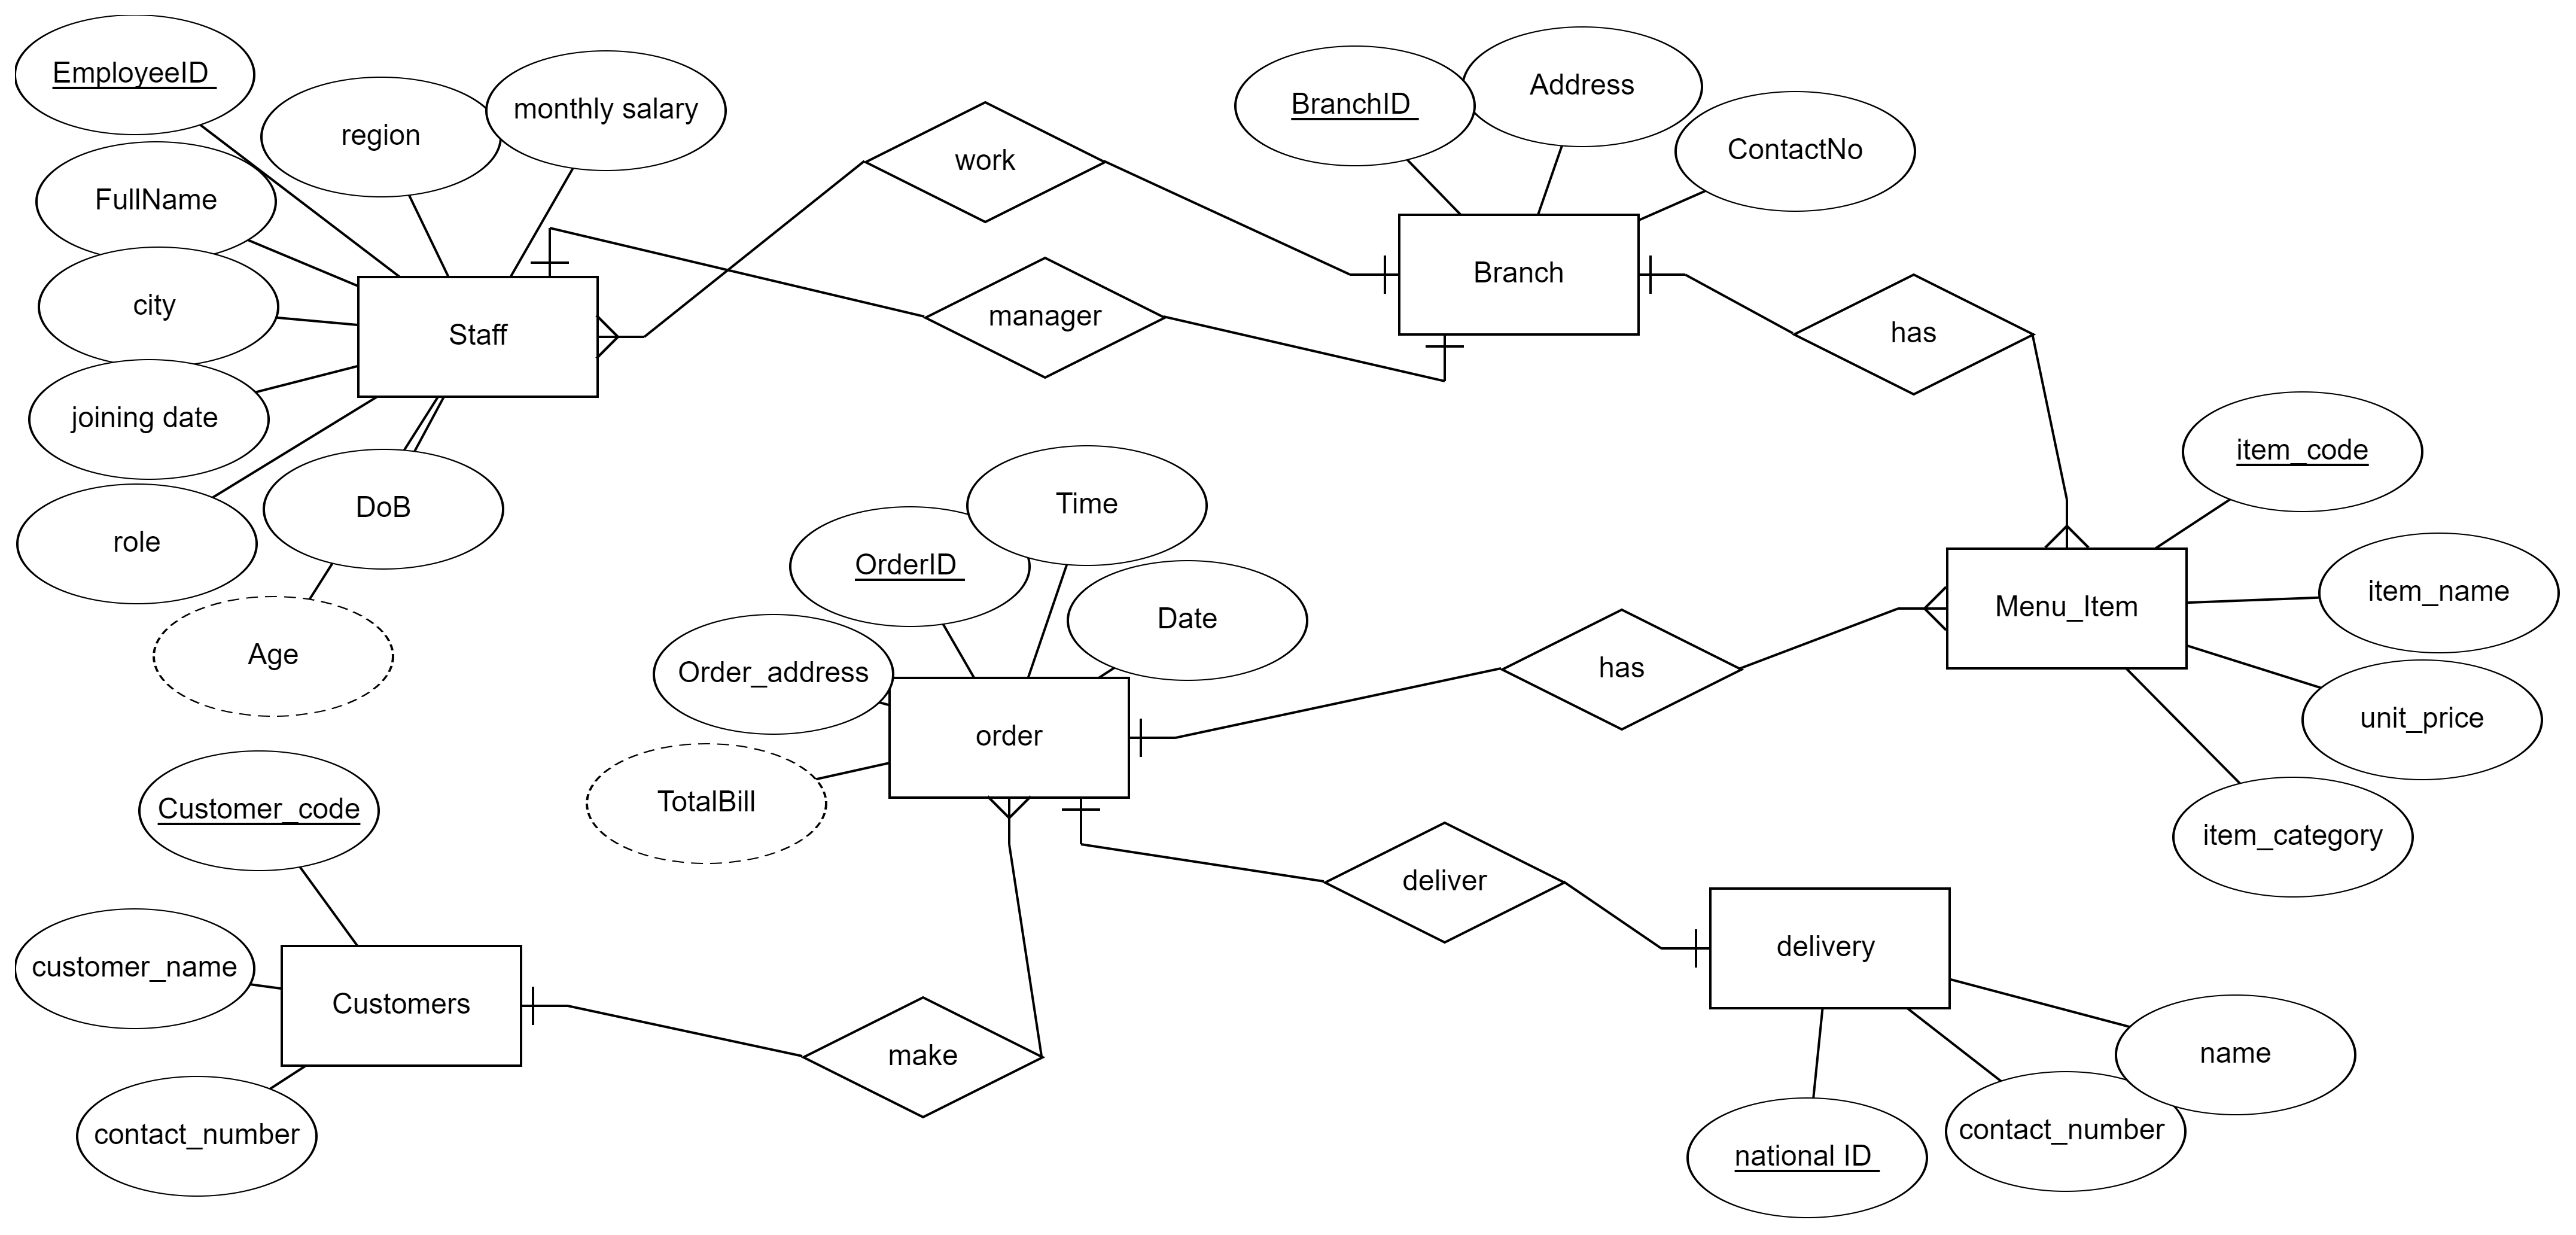 EmployeeID
region
monthly salary
FullName
city
joining date
role
DoB
Age
Staff
work
manager
BranchID
Address
ContactNo
Branch
has
item_code
item_name
unit_price
item_category
Menu_Item
Time
OrderID
Date
Order_address
TotalBill
order
has
deliver
delivery
name
contact_number
national ID
Customer_code
customer_name
contact_number
Customers
make